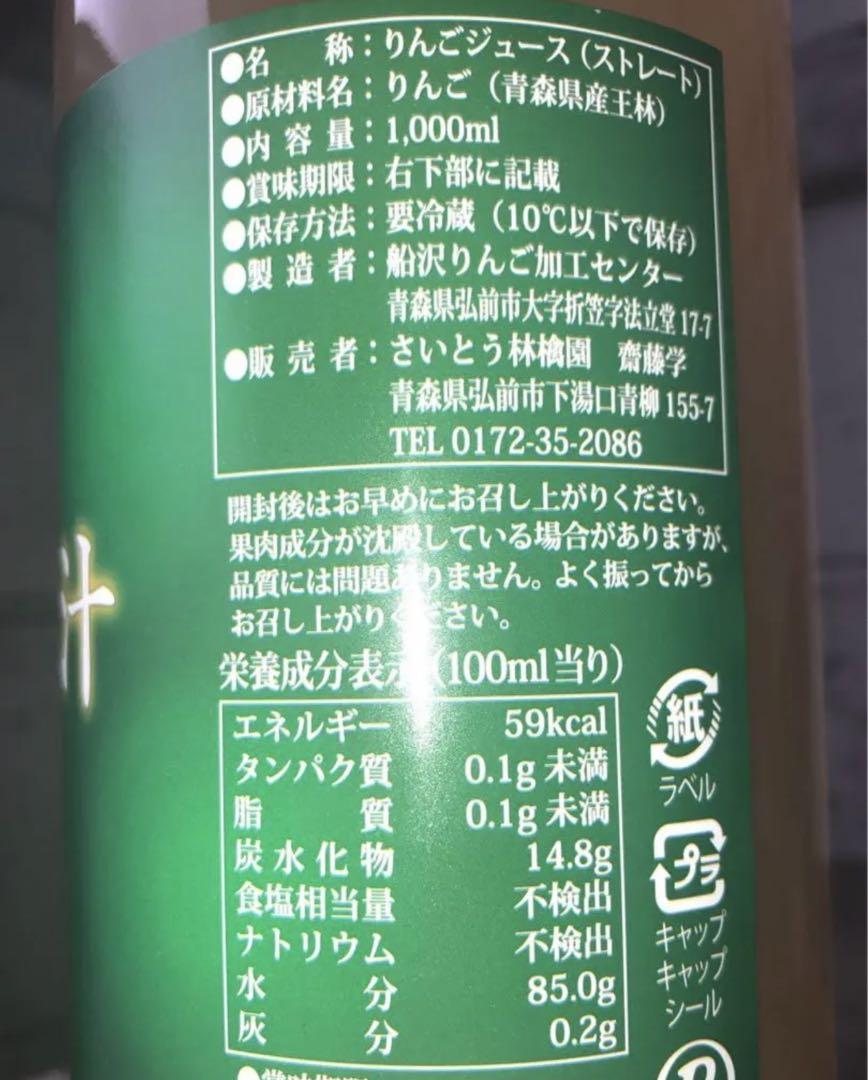 ●名称：りんごジュース（ストレート）
●原材料名：りんご（青森県産王林）
●内容量：1,000ml
●賞味期限：右下部に記載
●保存方法：要冷蔵（10℃以下で保存）
●製造者：船沢りんご加工センター
青森県弘前市大字折笠字法立堂17-7
●販売者：さいとう林檎園　齋藤学
青森県弘前市下湯口青柳155-7
TEL 0172-35-2086
開封後はお早めにお召し上がりください。
果肉成分が沈殿している場合がありますが、
品質には問題ありません。よく振ってから
お召し上がりください。
栄養成分表示（100ml当り）
エネルギー 59kcal
タンパク質 0.1g未満
脂質 0.1g未満
炭水化物 14.8g
食塩相当量 不検出
ナトリウム 不検出
水分 85.0g
灰分 0.2g
汁
紙
ラベル
プラ
キャップ
キャップ
シール